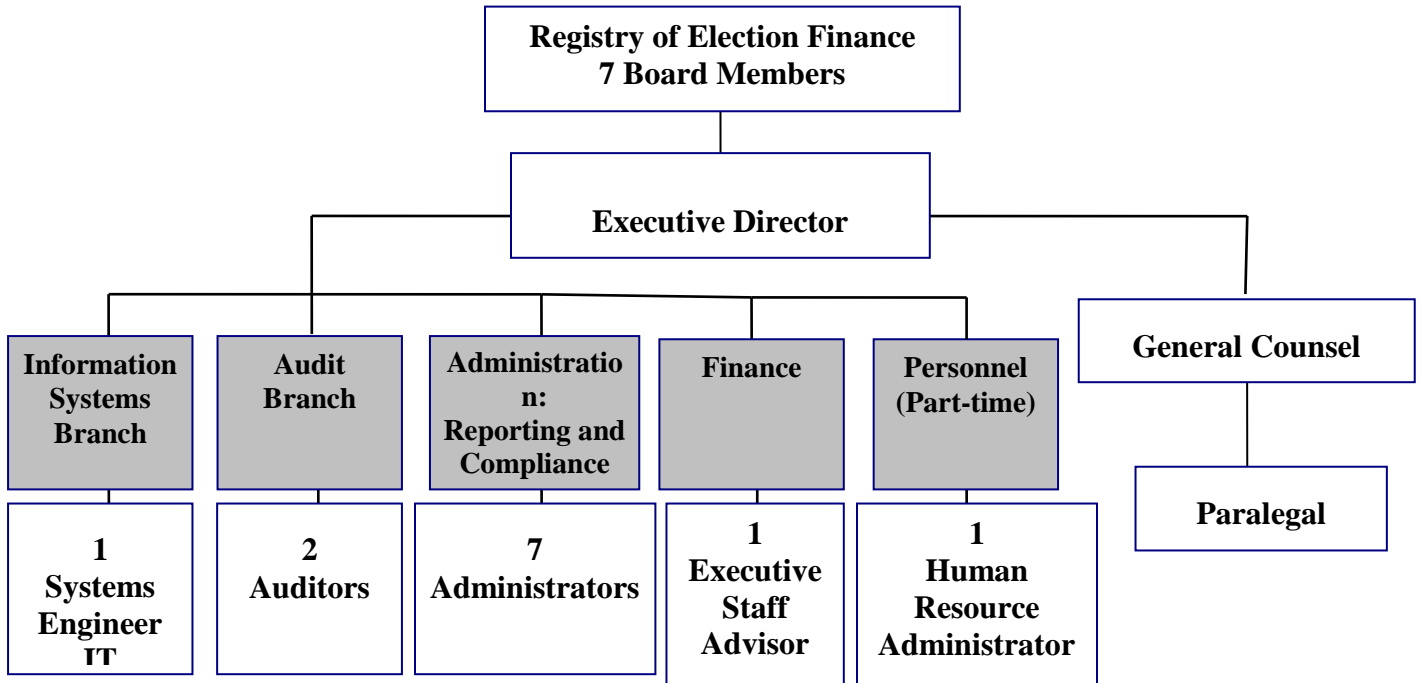 Registry of Election Finance
7 Board Members
Executive Director
General Counsel
Paralegal
Information
Systems
Branch
Audit
Branch
Administratio
n:
Reporting and
Compliance
Finance
Personnel
(Part-time)
1
Systems
Engineer
IT
2
Auditors
7
Administrators
1
Executive
Staff
Advisor
1
Human
Resource
Administrator